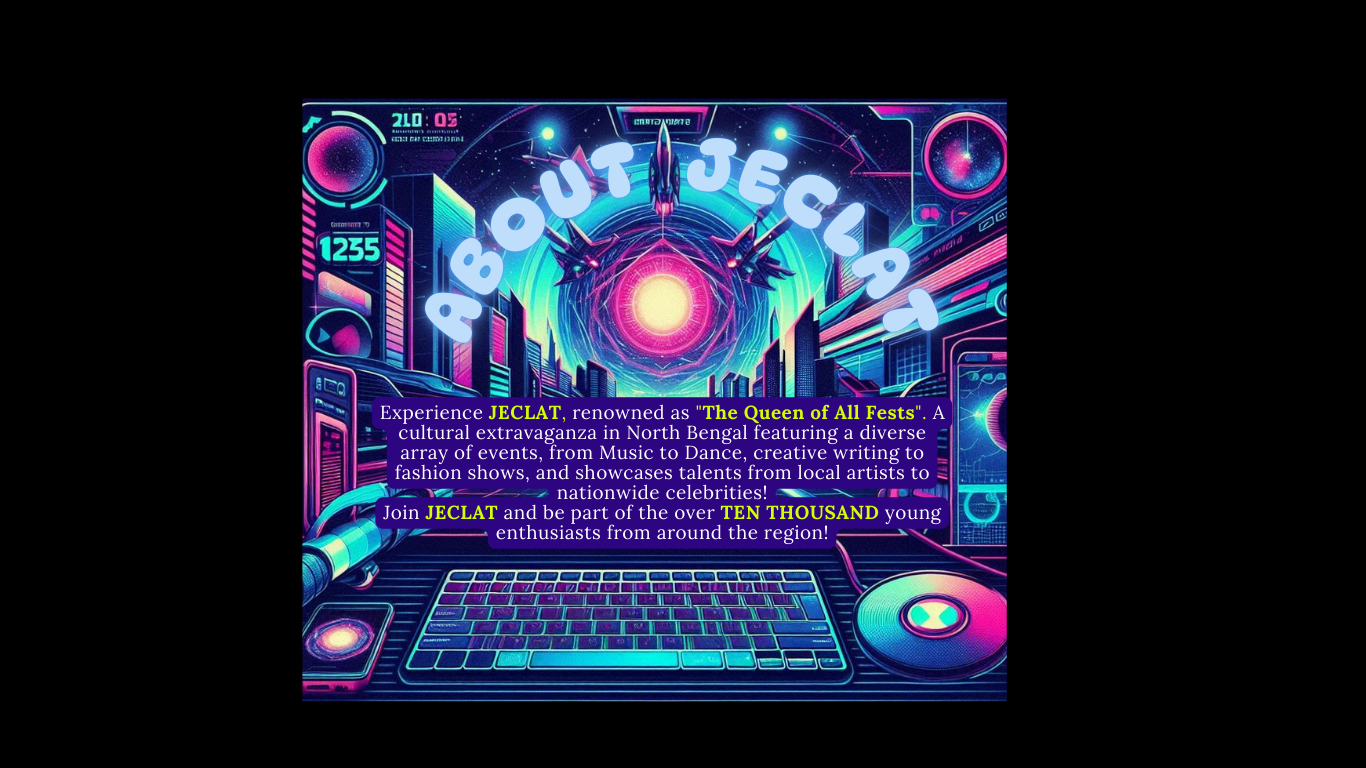 210:05
1235
ABOUT JECLAT
Experience JECLAT, renowned as "The Queen of All Fests". A
cultural extravaganza in North Bengal featuring a diverse
array of events, from Music to Dance, creative writing to
fashion shows, and showcases talents from local artists to
nationwide celebrities!
Join JECLAT and be part of the over TEN THOUSAND young
enthusiasts from around the region!